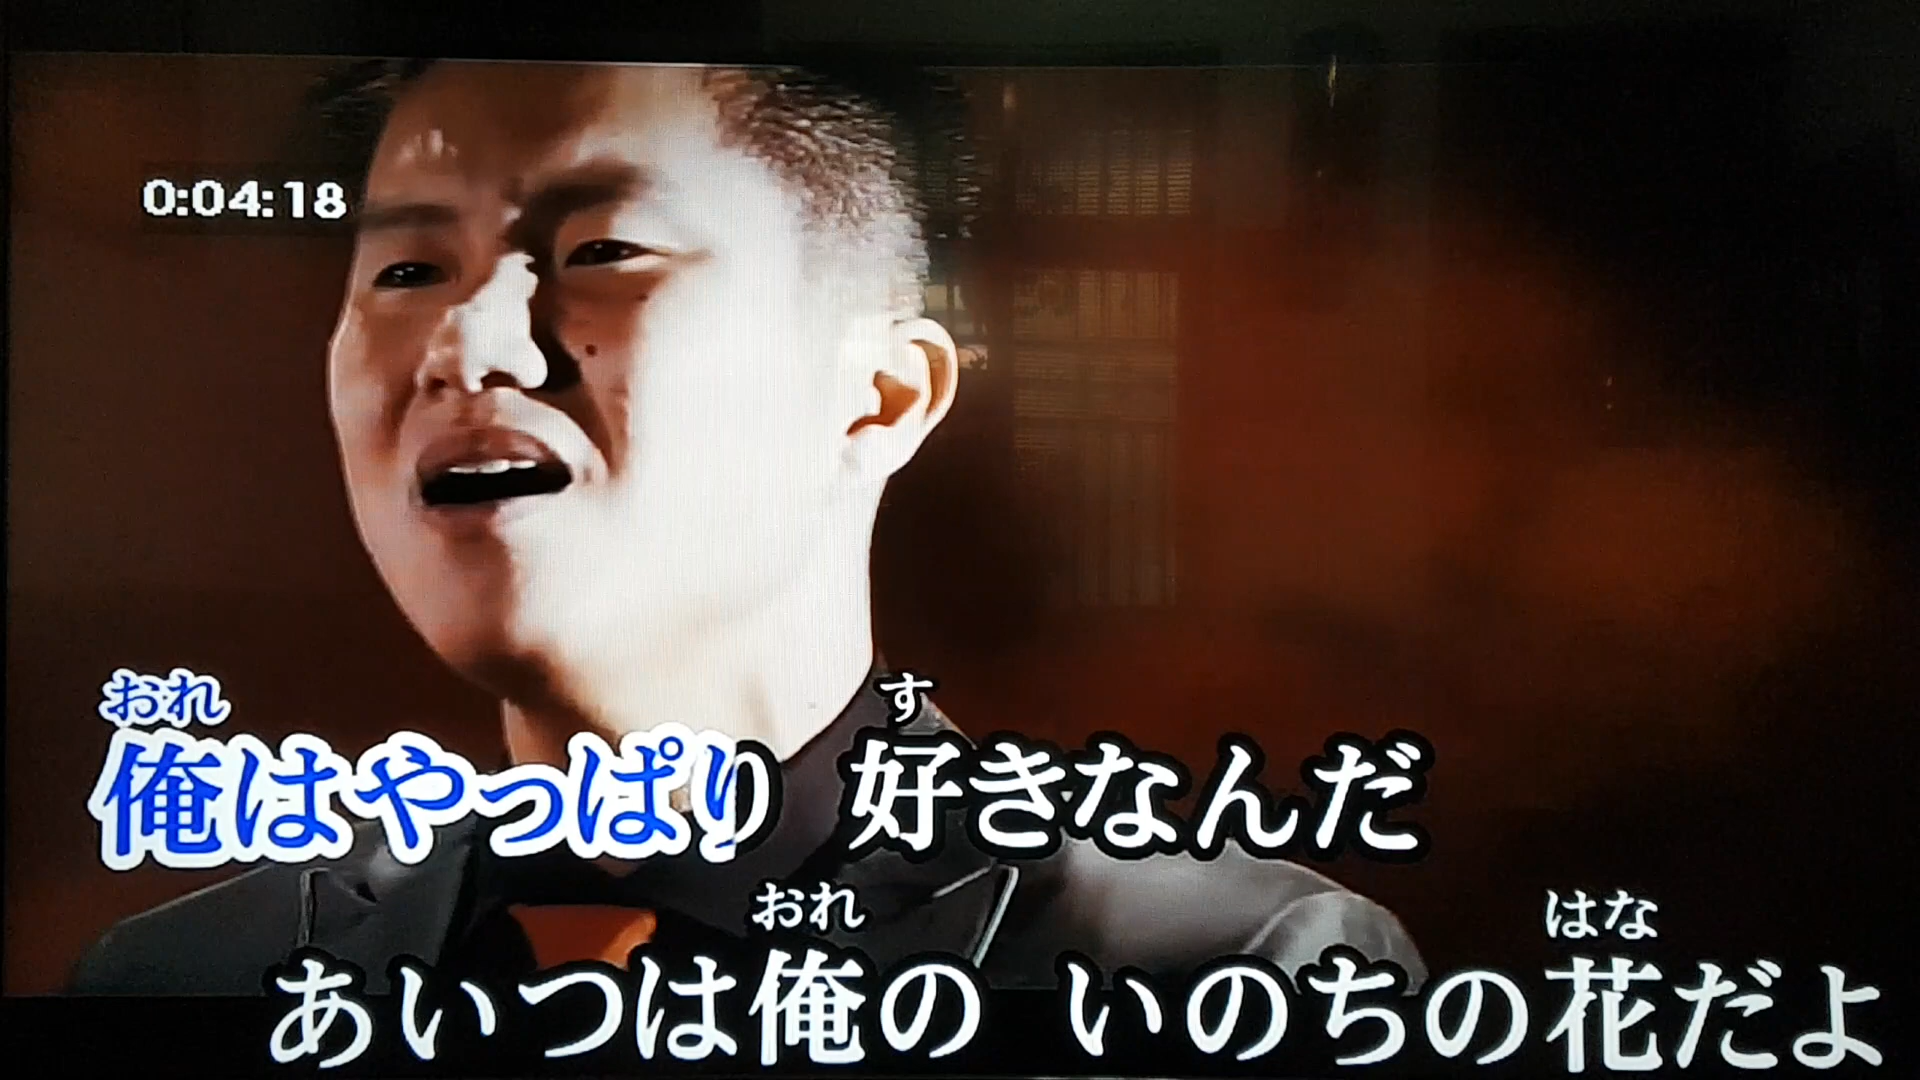 0:04:18
おれ す
俺はやっぱり 好きなんだ
おれ はな
あいつは俺の いのちの花だよ